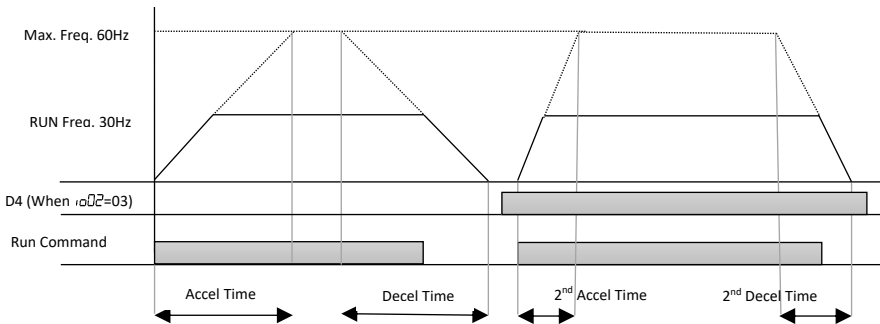 Max. Freq. 60Hz
RUN Freq. 30Hz
D4 (When io02=03)
Run Command
Accel Time
Decel Time
2nd Accel Time
2nd Decel Time